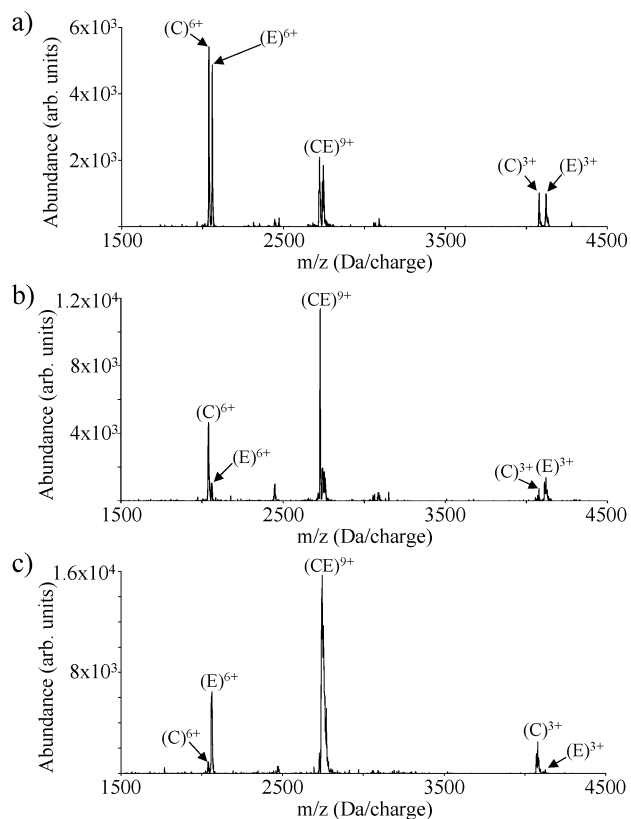 a)
Abundance (arb. units)
6x10³
4x10³
2x10³
(C)⁶⁺
(E)⁶⁺
(CE)⁹⁺
(C)³⁺ (E)³⁺
1500 2500 3500 4500
m/z (Da/charge)
b)
Abundance (arb. units)
1.2x10⁴
8x10³
4x10³
(CE)⁹⁺
(C)⁶⁺
(E)⁶⁺
(C)³⁺ (E)³⁺
1500 2500 3500 4500
m/z (Da/charge)
c)
Abundance (arb. units)
1.6x10⁴
8x10³
(CE)⁹⁺
(E)⁶⁺
(C)⁶⁺
(C)³⁺
(E)³⁺
1500 2500 3500 4500
m/z (Da/charge)